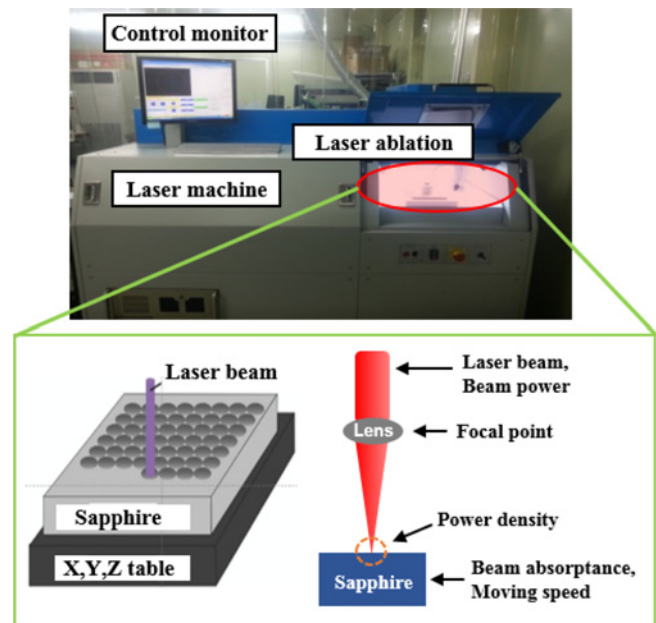 Control monitor
Laser ablation
Laser machine
Laser beam
Sapphire
X,Y,Z table
Laser beam,
Beam power
Lens
Focal point
Power density
Sapphire
Beam absorptance,
Moving speed